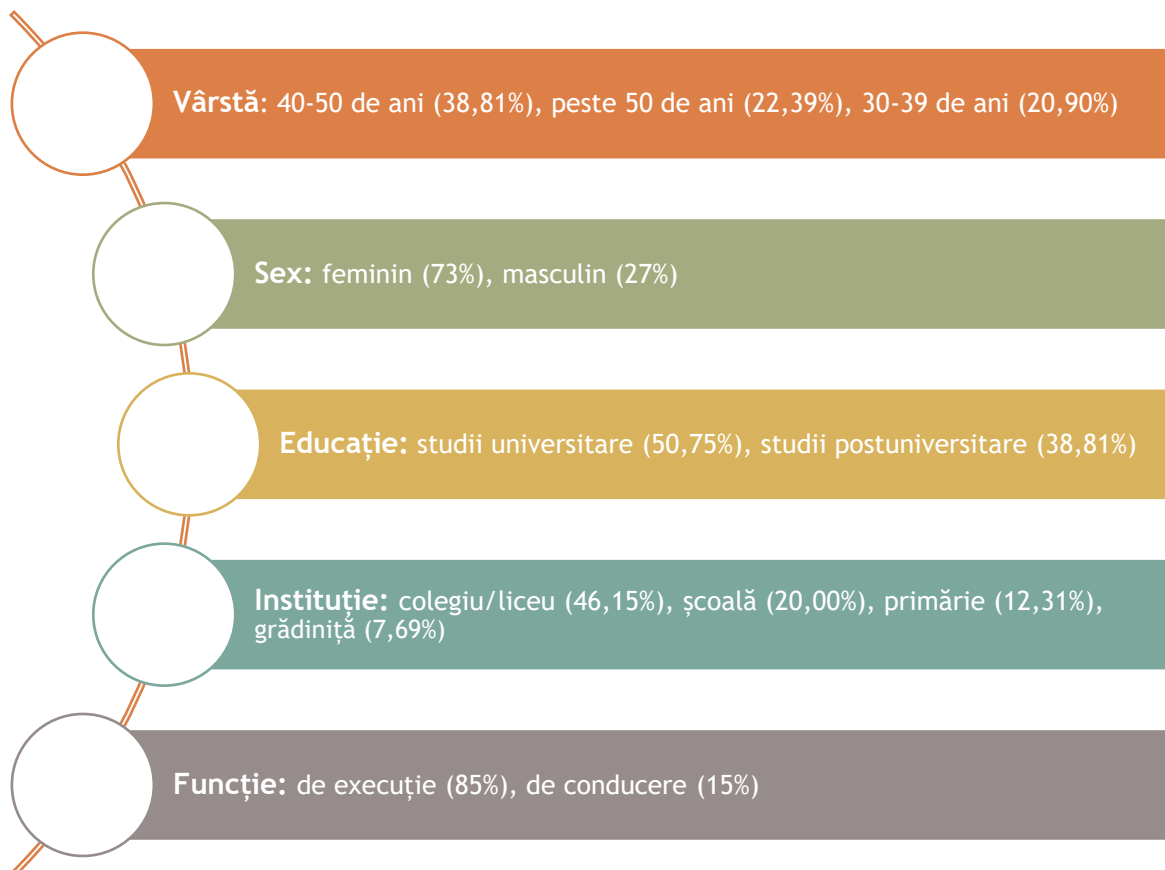 Vârstă: 40-50 de ani (38,81%), peste 50 de ani (22,39%), 30-39 de ani (20,90%)
Sex: feminin (73%), masculin (27%)
Educație: studii universitare (50,75%), studii postuniversitare (38,81%)
Instituție: colegiu/liceu (46,15%), școală (20,00%), primărie (12,31%),
grădiniță (7,69%)
Funcție: de execuție (85%), de conducere (15%)